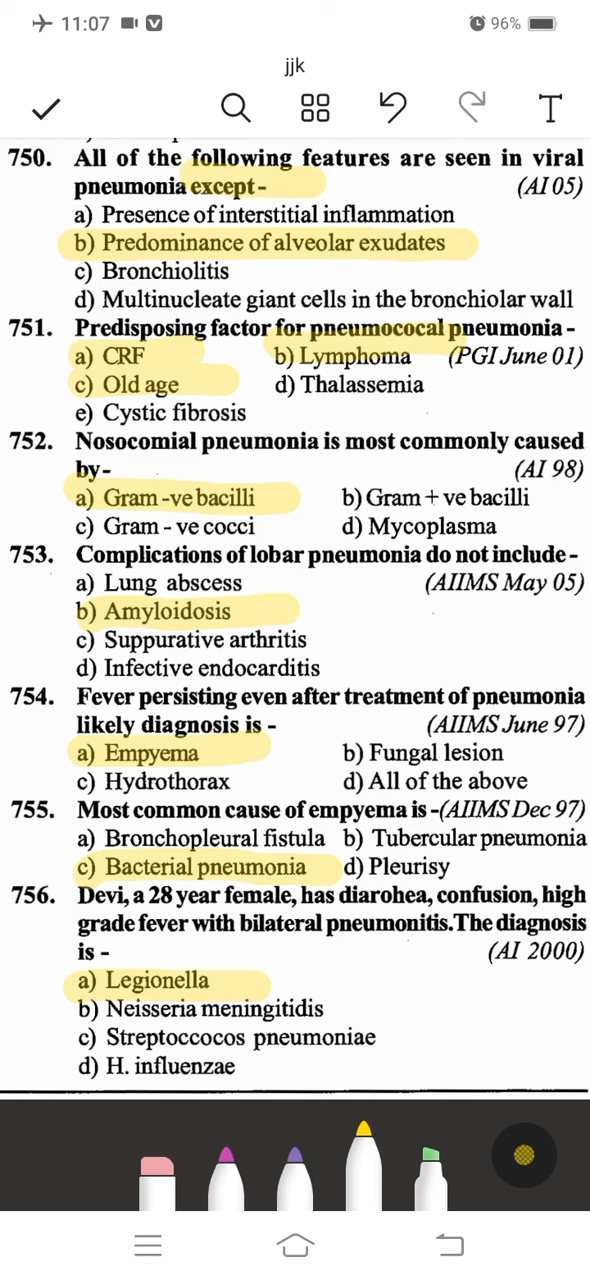 11:07
96%
jjk
T
750. All of the following features are seen in viral
pneumonia except- (AI 05)
a) Presence of interstitial inflammation
b) Predominance of alveolar exudates
c) Bronchiolitis
d) Multinucleate giant cells in the bronchiolar wall
751. Predisposing factor for pneumococal pneumonia -
a) CRF b) Lymphoma (PGI June 01)
c) Old age d) Thalassemia
e) Cystic fibrosis
752. Nosocomial pneumonia is most commonly caused
by- (AI 98)
a) Gram -ve bacilli b) Gram + ve bacilli
c) Gram - ve cocci d) Mycoplasma
753. Complications of lobar pneumonia do not include -
a) Lung abscess (AIIMS May 05)
b) Amyloidosis
c) Suppurative arthritis
d) Infective endocarditis
754. Fever persisting even after treatment of pneumonia
likely diagnosis is - (AIIMS June 97)
a) Empyema b) Fungal lesion
c) Hydrothorax d) All of the above
755. Most common cause of empyema is -(AIIMS Dec 97)
a) Bronchopleural fistula b) Tubercular pneumonia
c) Bacterial pneumonia d) Pleurisy
756. Devi, a 28 year female, has diarohea, confusion, high
grade fever with bilateral pneumonitis.The diagnosis
is - (AI 2000)
a) Legionella
b) Neisseria meningitidis
c) Streptoccocos pneumoniae
d) H. influenzae